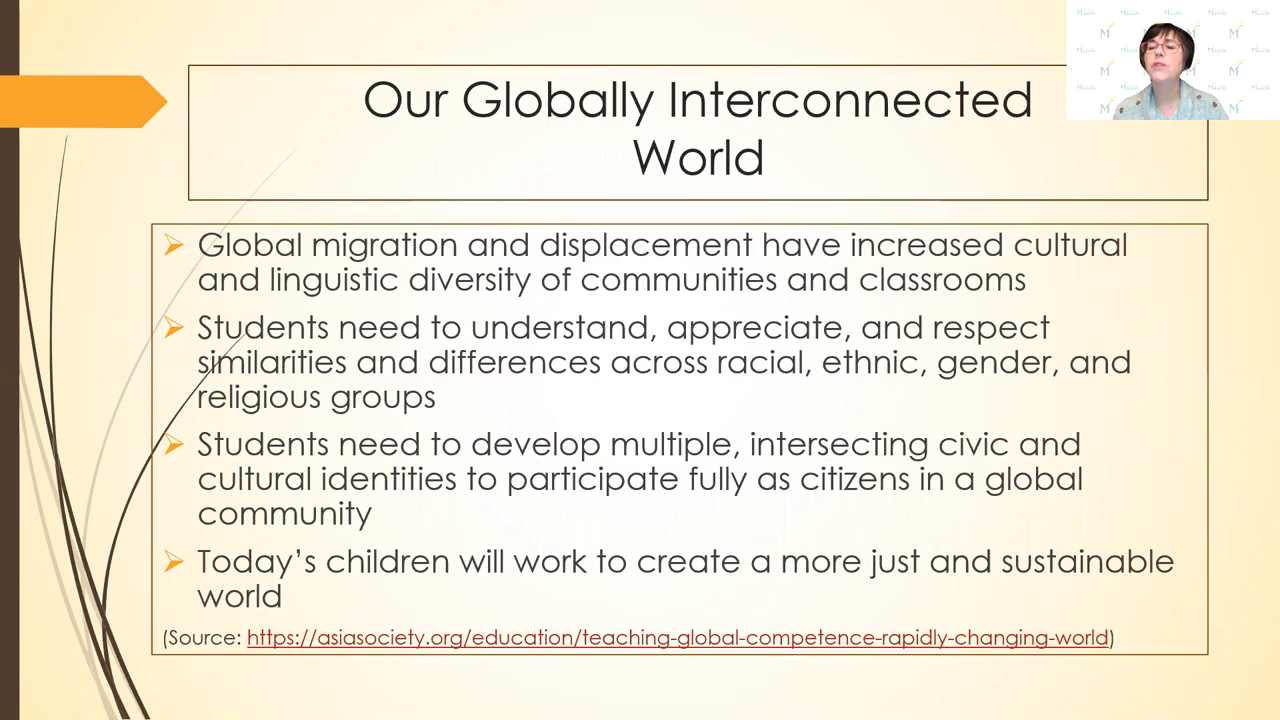 Our Globally Interconnected
World
Global migration and displacement have increased cultural
and linguistic diversity of communities and classrooms
Students need to understand, appreciate, and respect
similarities and differences across racial, ethnic, gender, and
religious groups
Students need to develop multiple, intersecting civic and
cultural identities to participate fully as citizens in a global
community
Today’s children will work to create a more just and sustainable
world
(Source: https://asiasociety.org/education/teaching-global-competence-rapidly-changing-world)